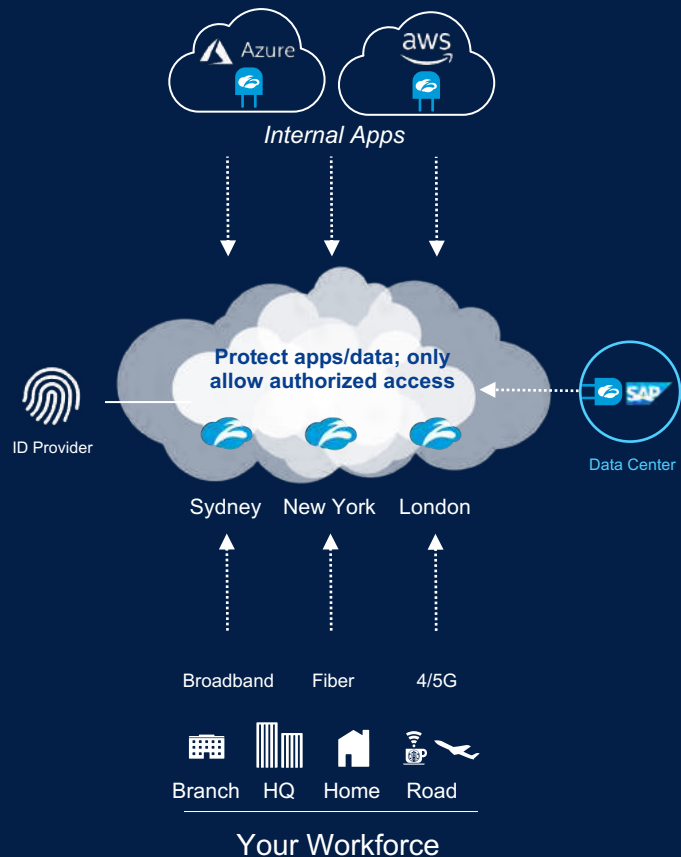 Azure
aws
Internal Apps
Protect apps/data; only
allow authorized access
SAP
ID Provider
Data Center
Sydney New York London
Broadband Fiber 4/5G
Branch HQ Home Road
Your Workforce